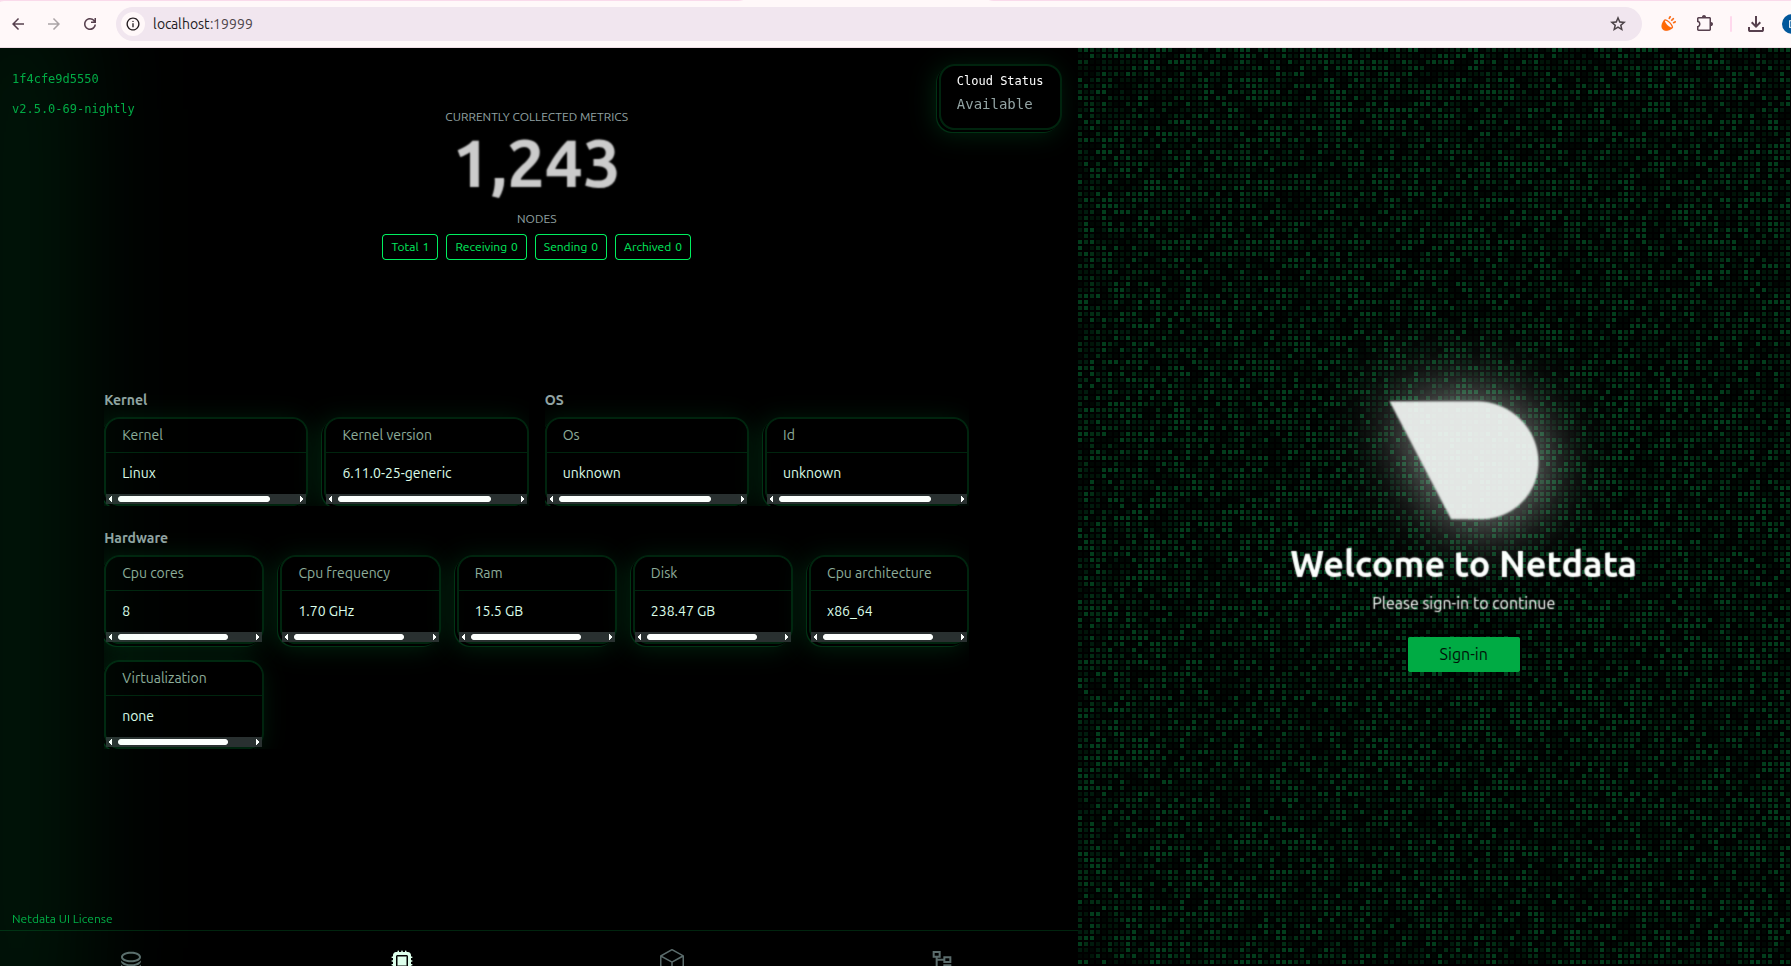 localhost:19999
1f4cfe9d5550
v2.5.0-69-nightly
Cloud Status
Available
CURRENTLY COLLECTED METRICS
1,243
NODES
Total 1 Receiving 0 Sending 0 Archived 0
Kernel OS
Kernel Kernel version Os Id
Linux 6.11.0-25-generic unknown unknown
Hardware
Cpu cores Cpu frequency Ram Disk Cpu architecture
8 1.70 GHz 15.5 GB 238.47 GB x86_64
Virtualization
none
Netdata UI License
Welcome to Netdata
Please sign-in to continue
Sign-in